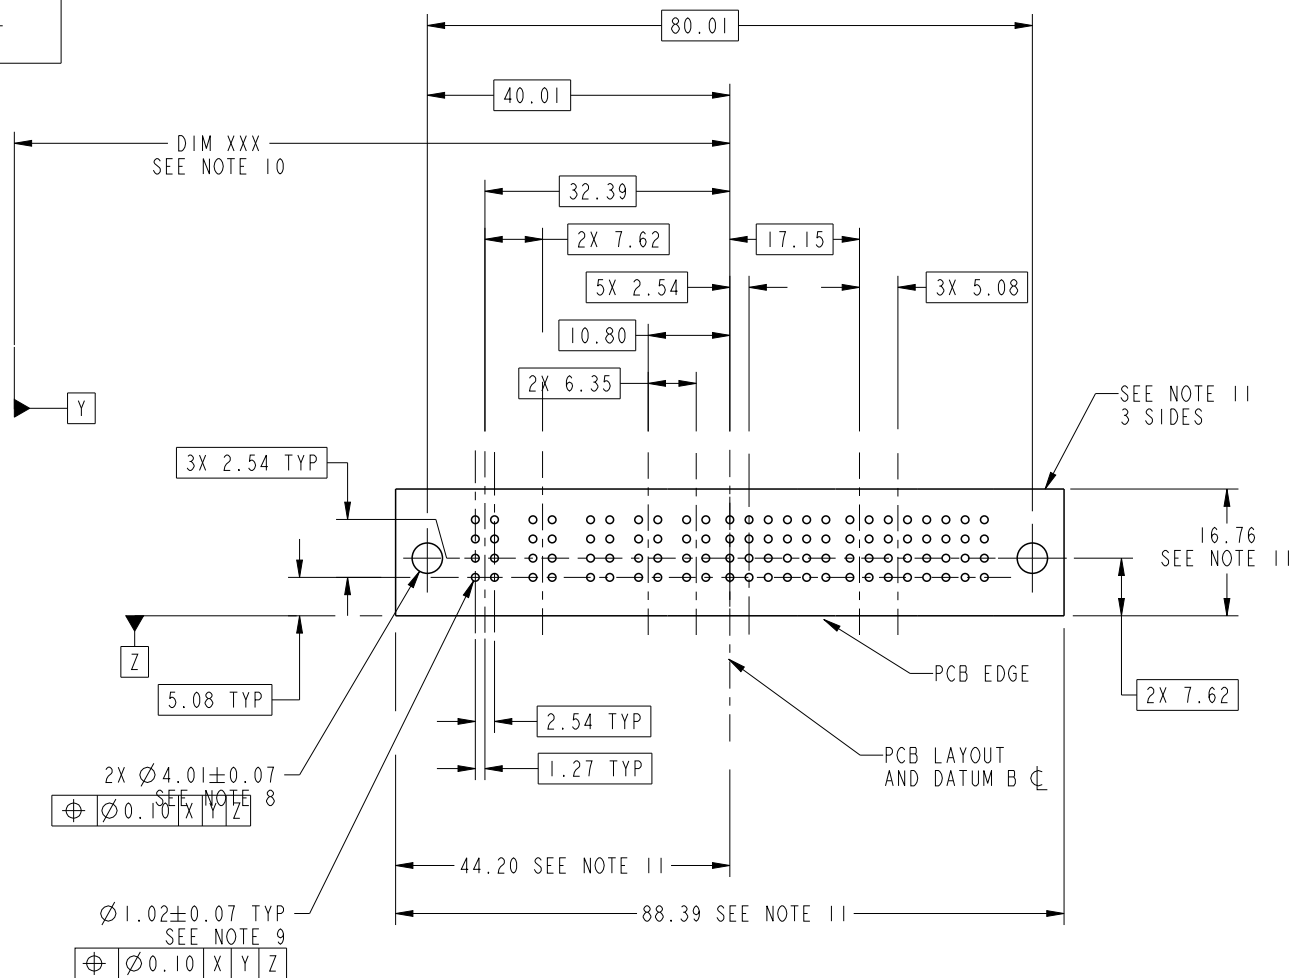 80.01
40.01
DIM XXX
SEE NOTE 10
32.39
2X 7.62
17.15
5X 2.54
3X 5.08
10.80
2X 6.35
Y
SEE NOTE 11
3 SIDES
3X 2.54 TYP
16.76
SEE NOTE 11
Z
PCB EDGE
5.08 TYP
2X 7.62
2.54 TYP
PCB LAYOUT
AND DATUM B ℄
1.27 TYP
2X ⌀4.01±0.07
SEE NOTE 8
⌖ ⌀0.10 X Y Z
44.20 SEE NOTE 11
88.39 SEE NOTE 11
⌀1.02±0.07 TYP
SEE NOTE 9
⌖ ⌀0.10 X Y Z